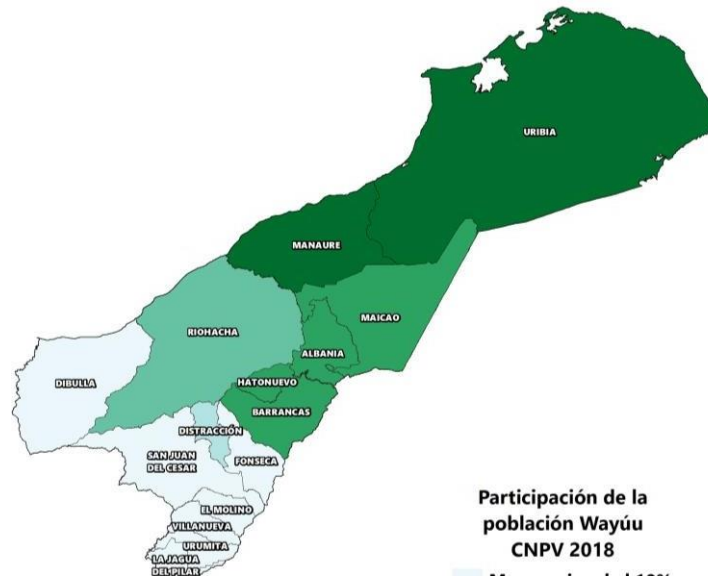 URIBIA
MANAURE
MAICAO
RIOHACHA
ALBANIA
DIBULLA
HATONUEVO
BARRANCAS
DISTRACCIÓN
SAN JUAN
DEL CESAR
FONSECA
EL MOLINO
VILLANUEVA
URUMITA
LA JAGUA
DEL PILAR
Participación de la
población Wayúu
CNPV 2018